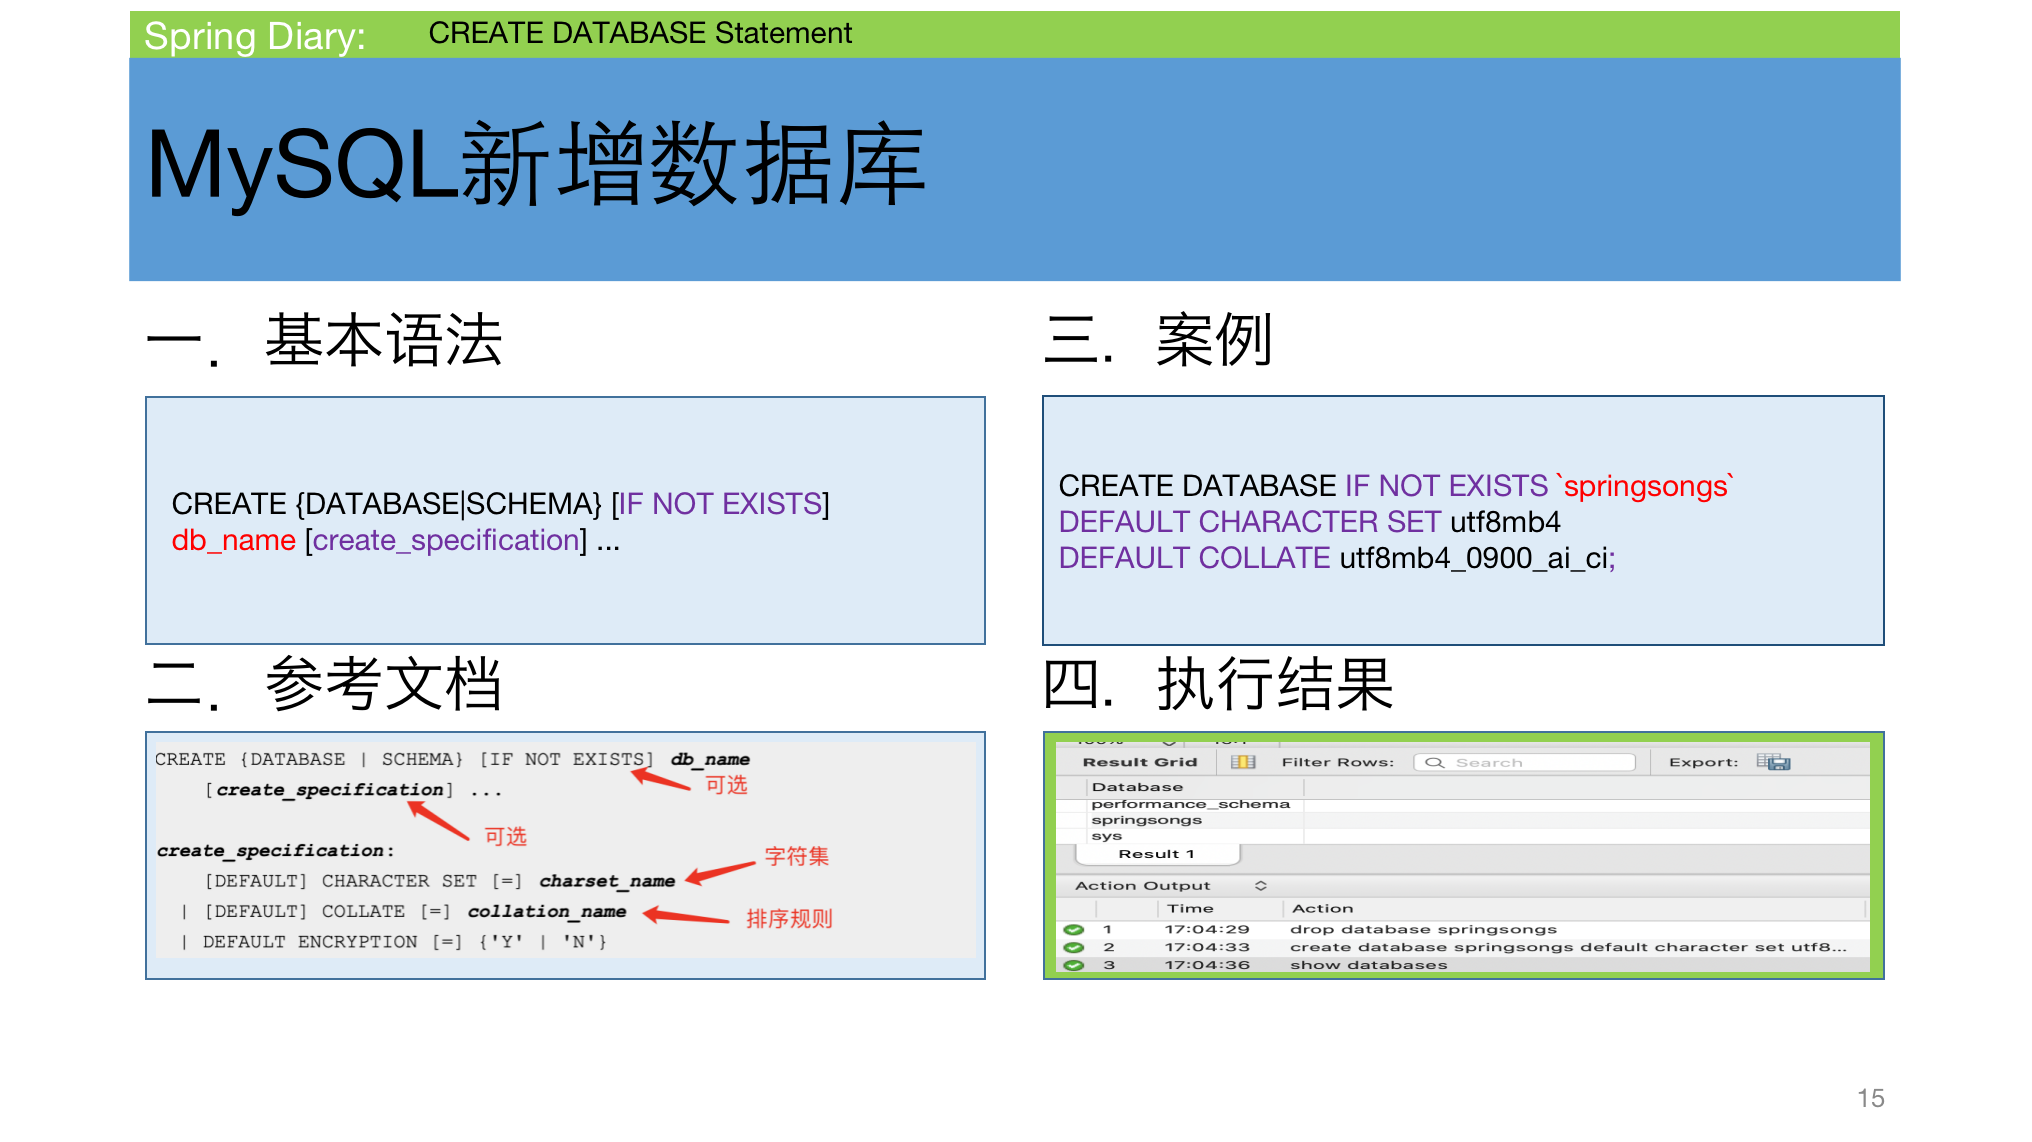 Spring Diary: CREATE DATABASE Statement
MySQL新增数据库
一. 基本语法
CREATE {DATABASE|SCHEMA} [IF NOT EXISTS]
db_name [create_specification] ...
二. 参考文档
CREATE {DATABASE | SCHEMA} [IF NOT EXISTS] db_name
可选
[create_specification] ...
可选
create_specification:
字符集
[DEFAULT] CHARACTER SET [=] charset_name
| [DEFAULT] COLLATE [=] collation_name
排序规则
| DEFAULT ENCRYPTION [=] {'Y' | 'N'}
三. 案例
CREATE DATABASE IF NOT EXISTS `springsongs`
DEFAULT CHARACTER SET utf8mb4
DEFAULT COLLATE utf8mb4_0900_ai_ci;
四. 执行结果
Result Grid Filter Rows: Search Export:
Database
performance_schema
springsongs
sys
Result 1
Action Output
Time Action
1 17:04:29 drop database springsongs
2 17:04:33 create database springsongs default character set utf8...
3 17:04:36 show databases
15